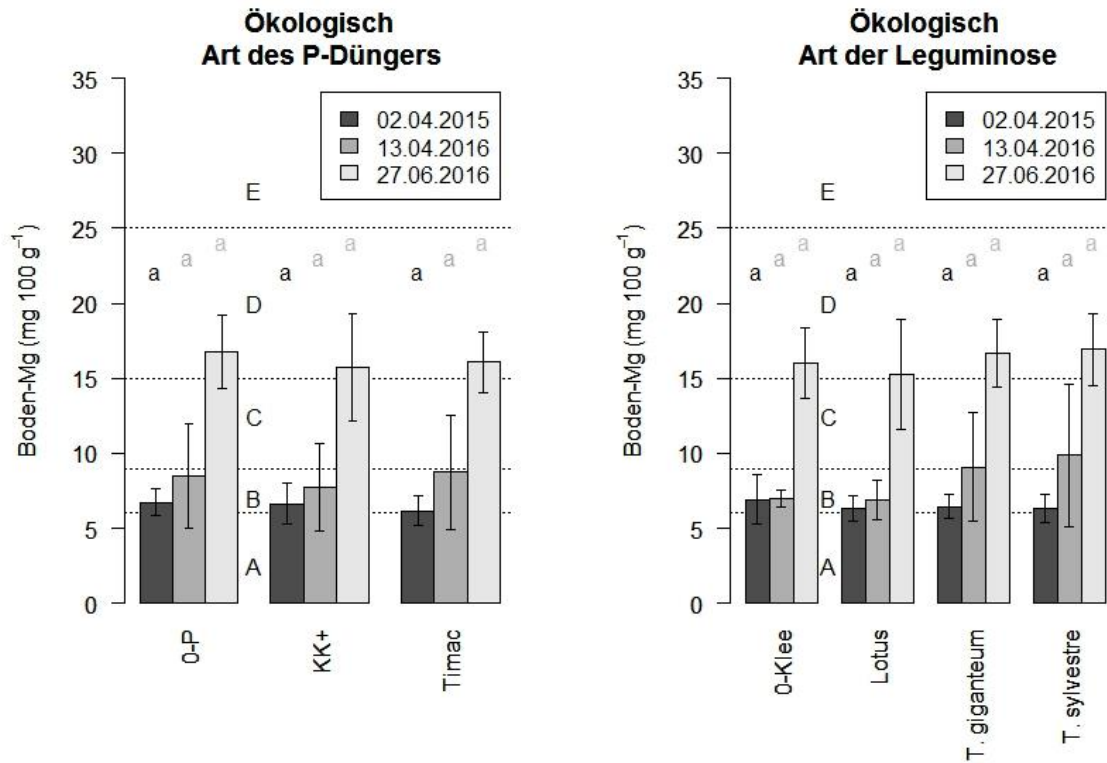 Ökologisch
Art des P-Düngers
35
30
25
20
15
10
5
0
Boden-Mg (mg 100 g⁻¹)
02.04.2015
13.04.2016
27.06.2016
E
a a a a a a a a a
D
C
B
A
0-P
KK+
Timac
Ökologisch
Art der Leguminose
35
30
25
20
15
10
5
0
Boden-Mg (mg 100 g⁻¹)
02.04.2015
13.04.2016
27.06.2016
E
a a a a a a a a a a a a
D
C
B
A
0-Klee
Lotus
T. giganteum
T. sylvestre